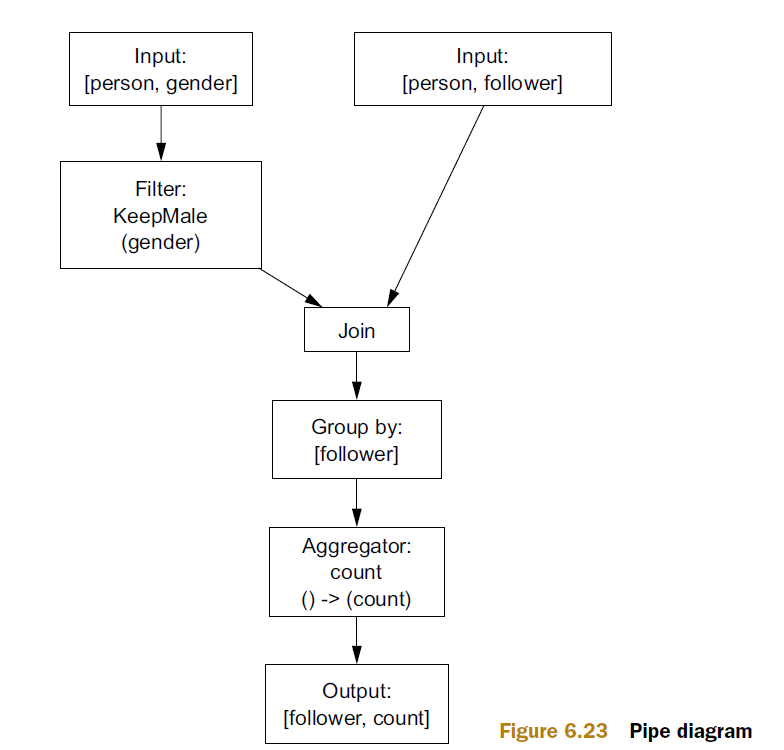 Input:
[person, gender]
Input:
[person, follower]
Filter:
KeepMale
(gender)
Join
Group by:
[follower]
Aggregator:
count
() -> (count)
Output:
[follower, count]
Figure 6.23 Pipe diagram